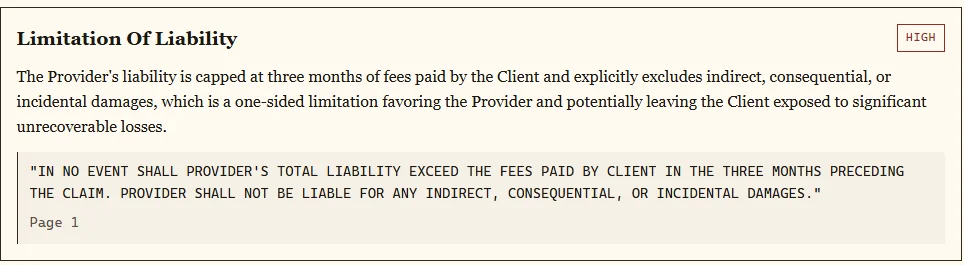 Limitation Of Liability
HIGH
The Provider's liability is capped at three months of fees paid by the Client and explicitly excludes indirect, consequential, or
incidental damages, which is a one-sided limitation favoring the Provider and potentially leaving the Client exposed to significant
unrecoverable losses.
"IN NO EVENT SHALL PROVIDER'S TOTAL LIABILITY EXCEED THE FEES PAID BY CLIENT IN THE THREE MONTHS PRECEDING
THE CLAIM. PROVIDER SHALL NOT BE LIABLE FOR ANY INDIRECT, CONSEQUENTIAL, OR INCIDENTAL DAMAGES."
Page 1